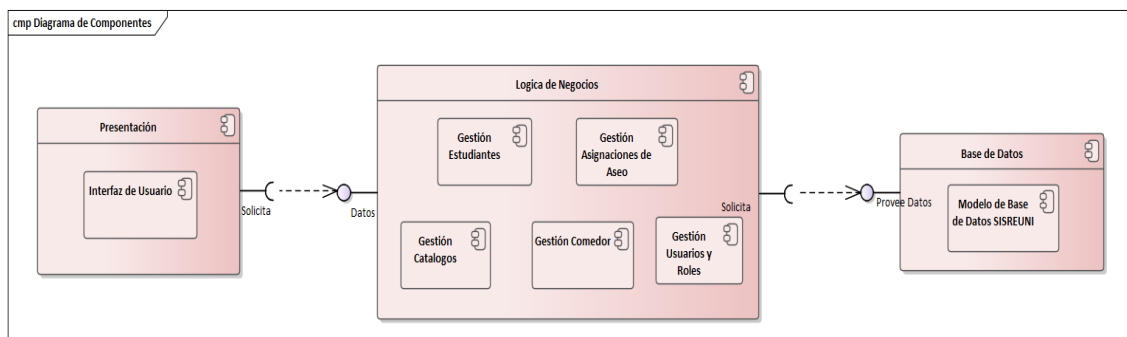 cmp Diagrama de Componentes
Presentación
Interfaz de Usuario
Solicita
Datos
Logica de Negocios
Gestión
Estudiantes
Gestión
Asignaciones de
Aseo
Gestión
Catalogos
Gestión Comedor
Gestión
Usuarios y
Roles
Solicita
Provee Datos
Base de Datos
Modelo de Base
de Datos SISREUNI